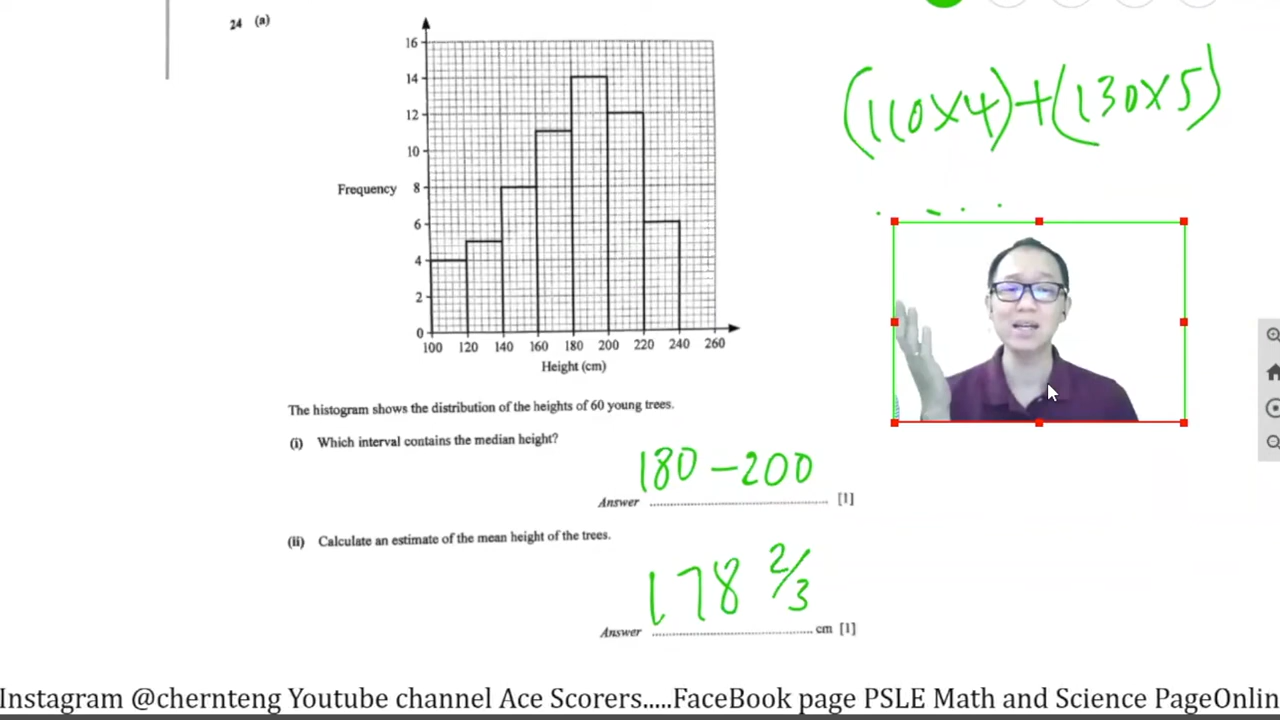 24 (a)
16
14
12
10
Frequency 8
6
4
2
0
100 120 140 160 180 200 220 240 260
Height (cm)
(110×4)+(130×5)
The histogram shows the distribution of the heights of 60 young trees.
(i) Which interval contains the median height?
180-200
Answer ........................................ [1]
(ii) Calculate an estimate of the mean height of the trees.
178 2/3
Answer ........................................ cm [1]
Instagram @chernteng Youtube channel Ace Scorers.....FaceBook page PSLE Math and Science PageOnlin